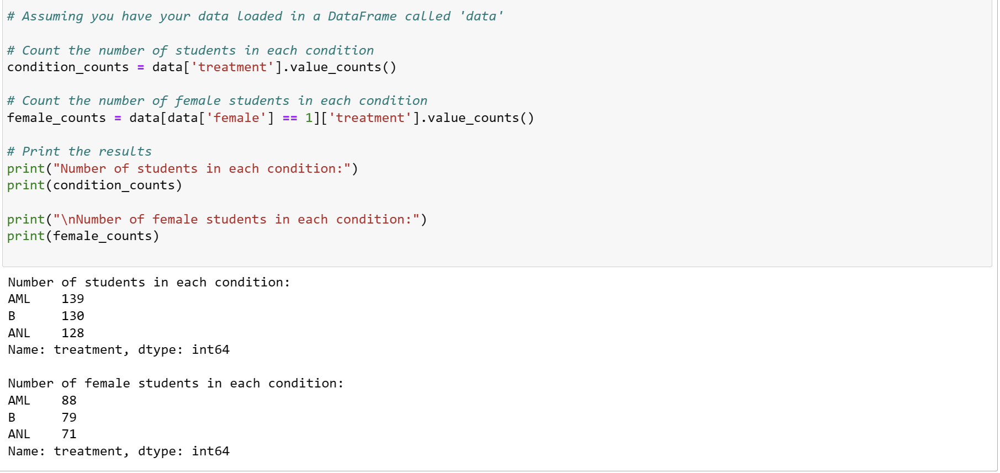 # Assuming you have your data loaded in a DataFrame called 'data'
# Count the number of students in each condition
condition_counts = data['treatment'].value_counts()
# Count the number of female students in each condition
female_counts = data[data['female'] == 1]['treatment'].value_counts()
# Print the results
print("Number of students in each condition:")
print(condition_counts)
print("\nNumber of female students in each condition:")
print(female_counts)
Number of students in each condition:
AML    139
B      130
ANL    128
Name: treatment, dtype: int64
Number of female students in each condition:
AML    88
B      79
ANL    71
Name: treatment, dtype: int64